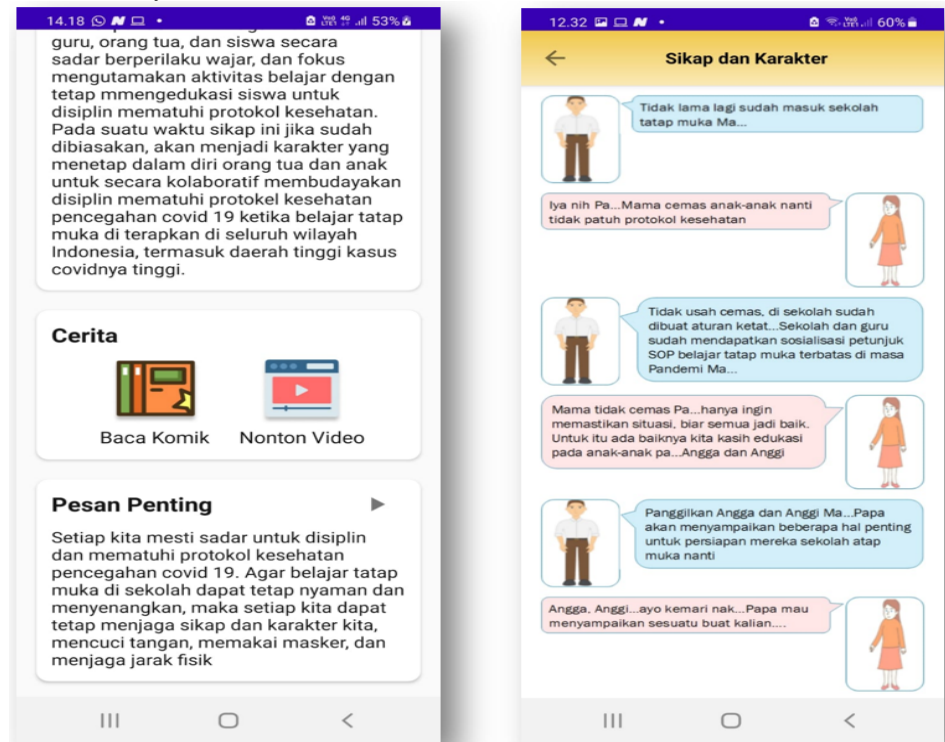 14.18 53%
guru, orang tua, dan siswa secara
sadar berperilaku wajar, dan fokus
mengutamakan aktivitas belajar dengan
tetap mmengedukasi siswa untuk
disiplin mematuhi protokol kesehatan.
Pada suatu waktu sikap ini jika sudah
dibiasakan, akan menjadi karakter yang
menetap dalam diri orang tua dan anak
untuk secara kolaboratif membudayakan
disiplin mematuhi protokel kesehatan
pencegahan covid 19 ketika belajar tatap
muka di terapkan di seluruh wilayah
Indonesia, termasuk daerah tinggi kasus
covidnya tinggi.
Cerita
Baca Komik Nonton Video
Pesan Penting
Setiap kita mesti sadar untuk disiplin
dan mematuhi protokol kesehatan
pencegahan covid 19. Agar belajar tatap
muka di sekolah dapat tetap nyaman dan
menyenangkan, maka setiap kita dapat
tetap menjaga sikap dan karakter kita,
mencuci tangan, memakai masker, dan
menjaga jarak fisik
12.32 60%
Sikap dan Karakter
Tidak lama lagi sudah masuk sekolah
tatap muka Ma...
Iya nih Pa...Mama cemas anak-anak nanti
tidak patuh protokol kesehatan
Tidak usah cemas, di sekolah sudah
dibuat aturan ketat...Sekolah dan guru
sudah mendapatkan sosialisasi petunjuk
SOP belajar tatap muka terbatas di masa
Pandemi Ma...
Mama tidak cemas Pa...hanya ingin
memastikan situasi, biar semua jadi baik.
Untuk itu ada baiknya kita kasih edukasi
pada anak-anak pa...Angga dan Anggi
Panggilkan Angga dan Anggi Ma...Papa
akan menyampaikan beberapa hal penting
untuk persiapan mereka sekolah atap
muka nanti
Angga, Anggi...ayo kemari nak...Papa mau
menyampaikan sesuatu buat kalian....